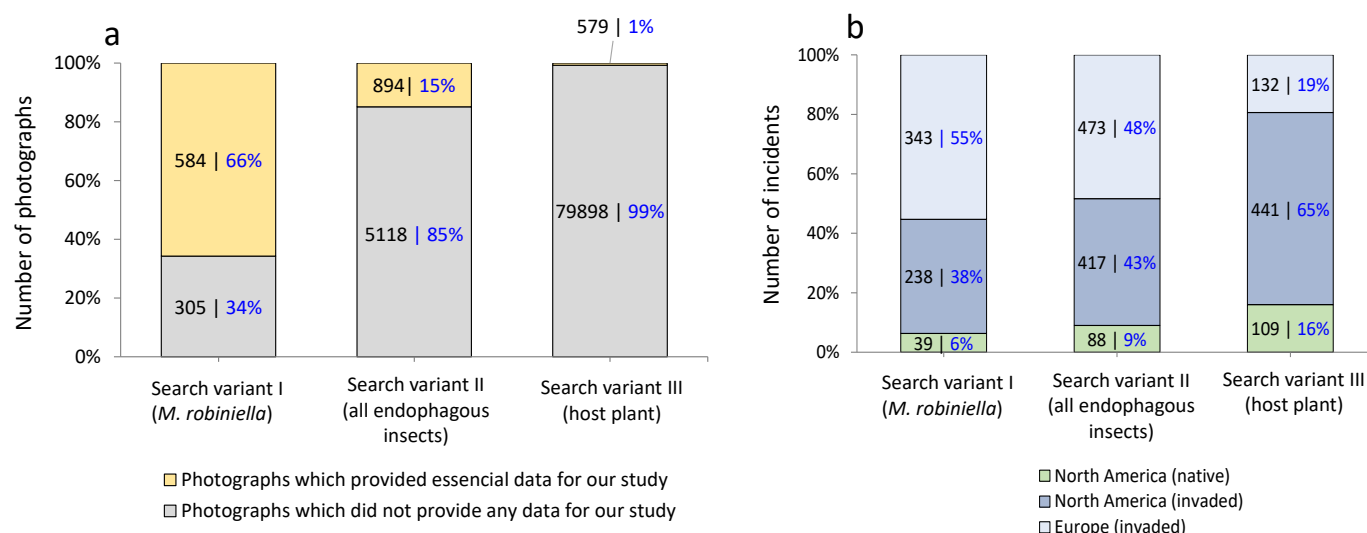 a
579 | 1%
Number of photographs
100%
80%
60%
40%
20%
0%
584 | 66%
305 | 34%
894| 15%
5118 | 85%
79898 | 99%
Search variant I
(M. robiniella)
Search variant II
(all endophagous
insects)
Search variant III
(host plant)
Photographs which provided essencial data for our study
Photographs which did not provide any data for our study
b
Number of incidents
100%
80%
60%
40%
20%
0%
343 | 55%
238 | 38%
39 | 6%
473 | 48%
417 | 43%
88 | 9%
132 | 19%
441 | 65%
109 | 16%
Search variant I
(M. robiniella)
Search variant II
(all endophagous
insects)
Search variant III
(host plant)
North America (native)
North America (invaded)
Europe (invaded)